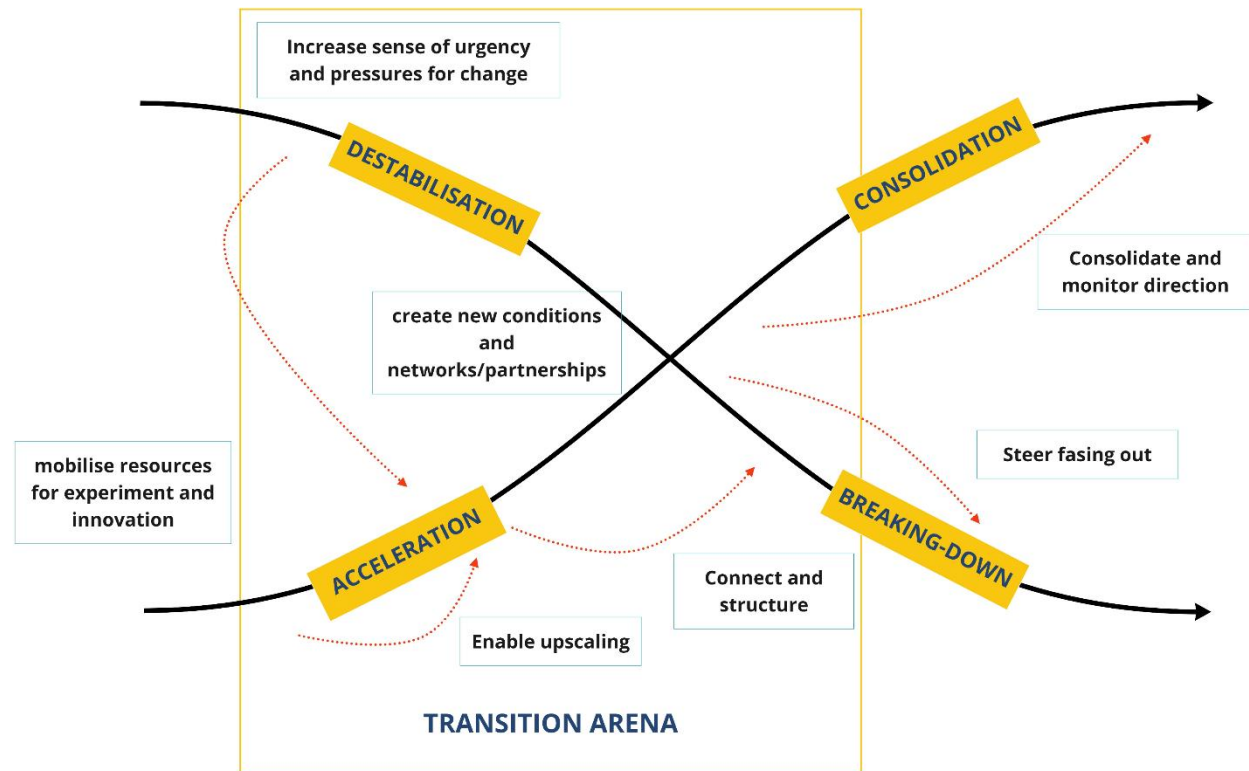 Increase sense of urgency
and pressures for change
DESTABILISATION
CONSOLIDATION
Consolidate and
monitor direction
create new conditions
and
networks/partnerships
mobilise resources
for experiment and
innovation
Steer fasing out
ACCELERATION
BREAKING-DOWN
Connect and
structure
Enable upscaling
TRANSITION ARENA